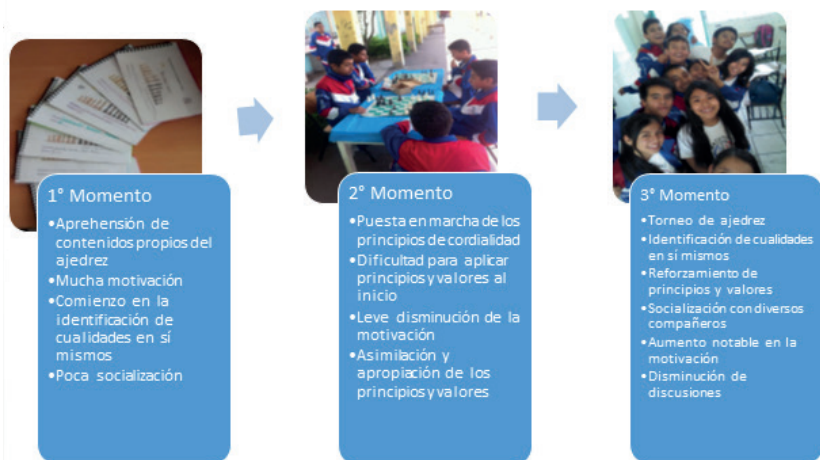 1° Momento
•Aprehensión de
contenidos propios del
ajedrez
•Mucha motivación
•Comienzo en la
identificación de
cualidades en sí
mismos
•Poca socialización
2° Momento
•Puesta en marcha de los
principios de cordialidad
•Dificultad para aplicar
principios y valores al
inicio
•Leve disminución de la
motivación
•Asimilación y
apropiación de los
principios y valores
3° Momento
•Torneo de ajedrez
•Identificación de cualidades
en sí mismos
•Reforzamiento de
principios y valores
•Socialización con diversos
compañeros
•Aumento notable en la
motivación
•Disminución de
discusiones